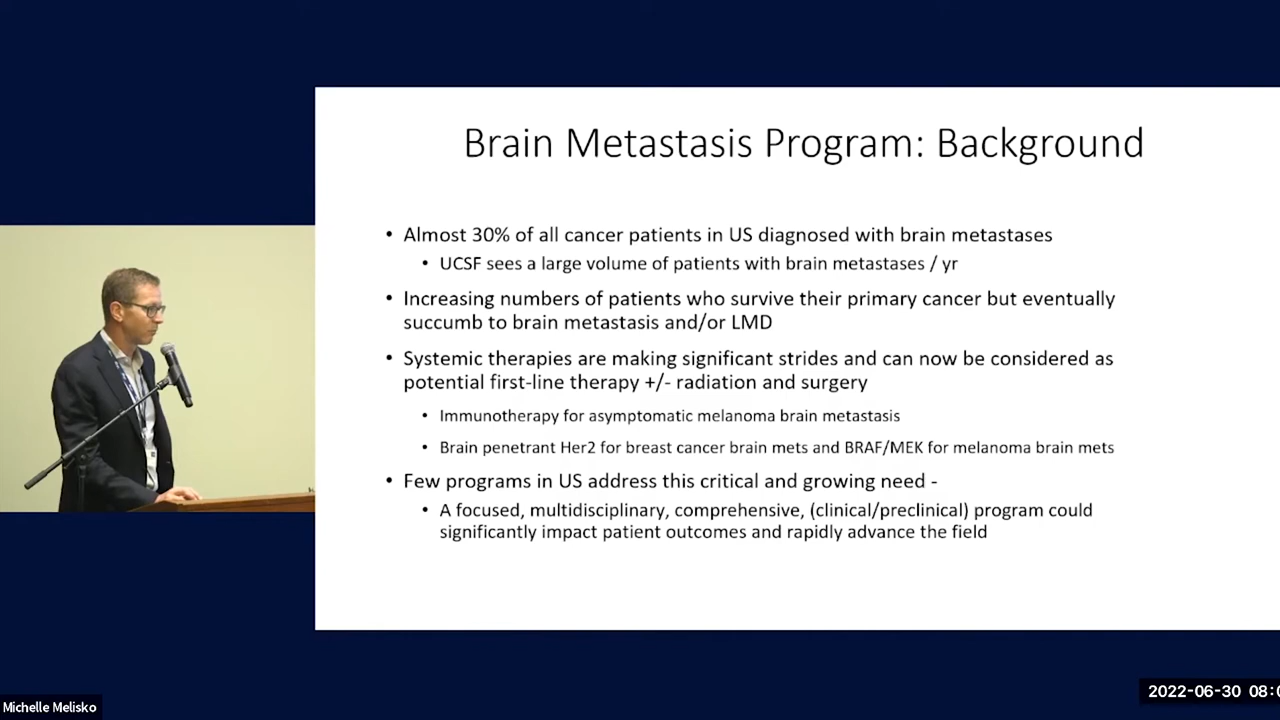 Brain Metastasis Program: Background
• Almost 30% of all cancer patients in US diagnosed with brain metastases
• UCSF sees a large volume of patients with brain metastases / yr
• Increasing numbers of patients who survive their primary cancer but eventually
succumb to brain metastasis and/or LMD
• Systemic therapies are making significant strides and can now be considered as
potential first-line therapy +/- radiation and surgery
• Immunotherapy for asymptomatic melanoma brain metastasis
• Brain penetrant Her2 for breast cancer brain mets and BRAF/MEK for melanoma brain mets
• Few programs in US address this critical and growing need -
• A focused, multidisciplinary, comprehensive, (clinical/preclinical) program could
significantly impact patient outcomes and rapidly advance the field
Michelle Melisko
2022-06-30 08:0